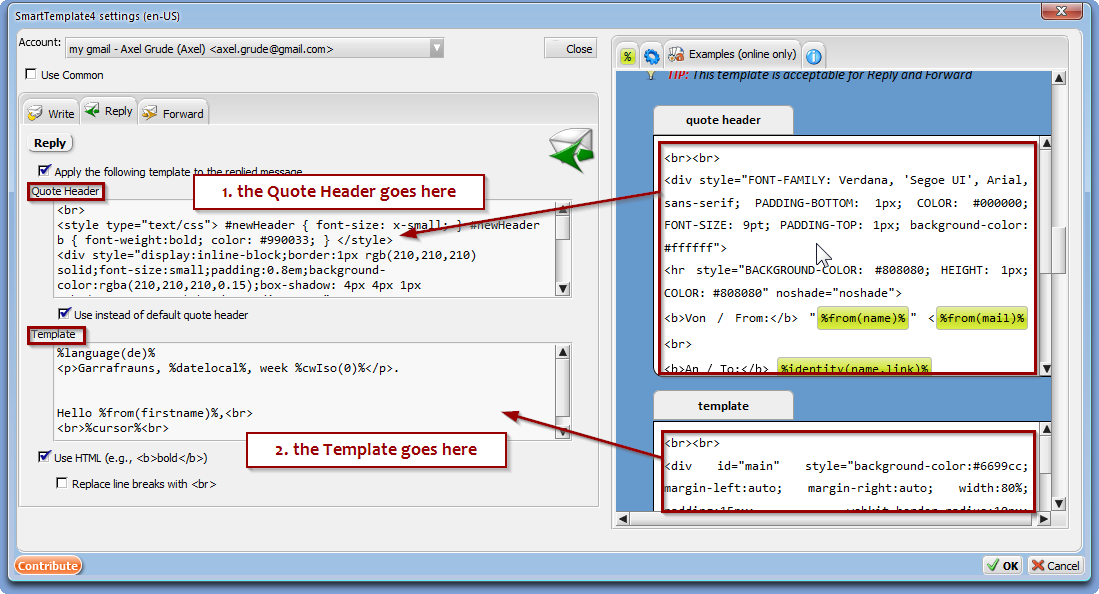 SmartTemplate4 settings (en-US)
Account:
my gmail - Axel Grude (Axel) <axel.grude@gmail.com>
Close
Use Common
Write
Reply
Forward
Reply
Apply the following template to the replied message
Quote Header
1. the Quote Header goes here
<br>
<style type="text/css"> #newHeader { font-size: x-small; } #newHeader
b { font-weight:bold; color: #990033; } </style>
<div style="display:inline-block;border:1px rgb(210,210,210)
solid;font-size:small;padding:0.8em;background-
color:rgba(210,210,210,0.15);box-shadow: 4px 4px 1px
Use instead of default quote header
Template
%language(de)%
<p>Garrafrauns, %datelocal%, week %cwIso(0)%</p>.
Hello %from(firstname)%,<br>
<br>%cursor%<br>
2. the Template goes here
Use HTML (e.g., <b>bold</b>)
Replace line breaks with <br>
%
Examples (online only)
TIP: This template is acceptable for Reply and Forward
quote header
<br><br>
<div style="FONT-FAMILY: Verdana, 'Segoe UI', Arial,
sans-serif; PADDING-BOTTOM: 1px; COLOR: #000000;
FONT-SIZE: 9pt; PADDING-TOP: 1px; background-color:
#ffffff">
<hr style="BACKGROUND-COLOR: #808080; HEIGHT: 1px;
COLOR: #808080" noshade="noshade">
<b>Von / From:</b> "%from(name)%" <%from(mail)%
<br>
<b>An / To:</b> %identity(name,link)%
template
<br><br>
<div id="main" style="background-color:#6699cc;
margin-left:auto; margin-right:auto; width:80%;
padding:15px; webkit-border-radius:10px;
Contribute
OK
Cancel